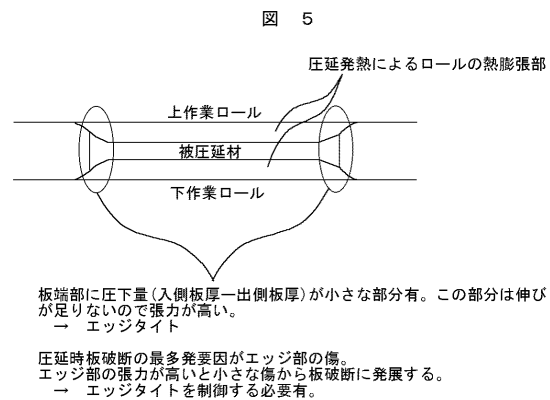 図　５
圧延発熱によるロールの熱膨張部
上作業ロール
被圧延材
下作業ロール
板端部に圧下量(入側板厚ー出側板厚)が小さな部分有。この部分は伸び
が足りないので張力が高い。
→　エッジタイト
圧延時板破断の最多発要因がエッジ部の傷。
エッジ部の張力が高いと小さな傷から板破断に発展する。
→　エッジタイトを制御する必要有。